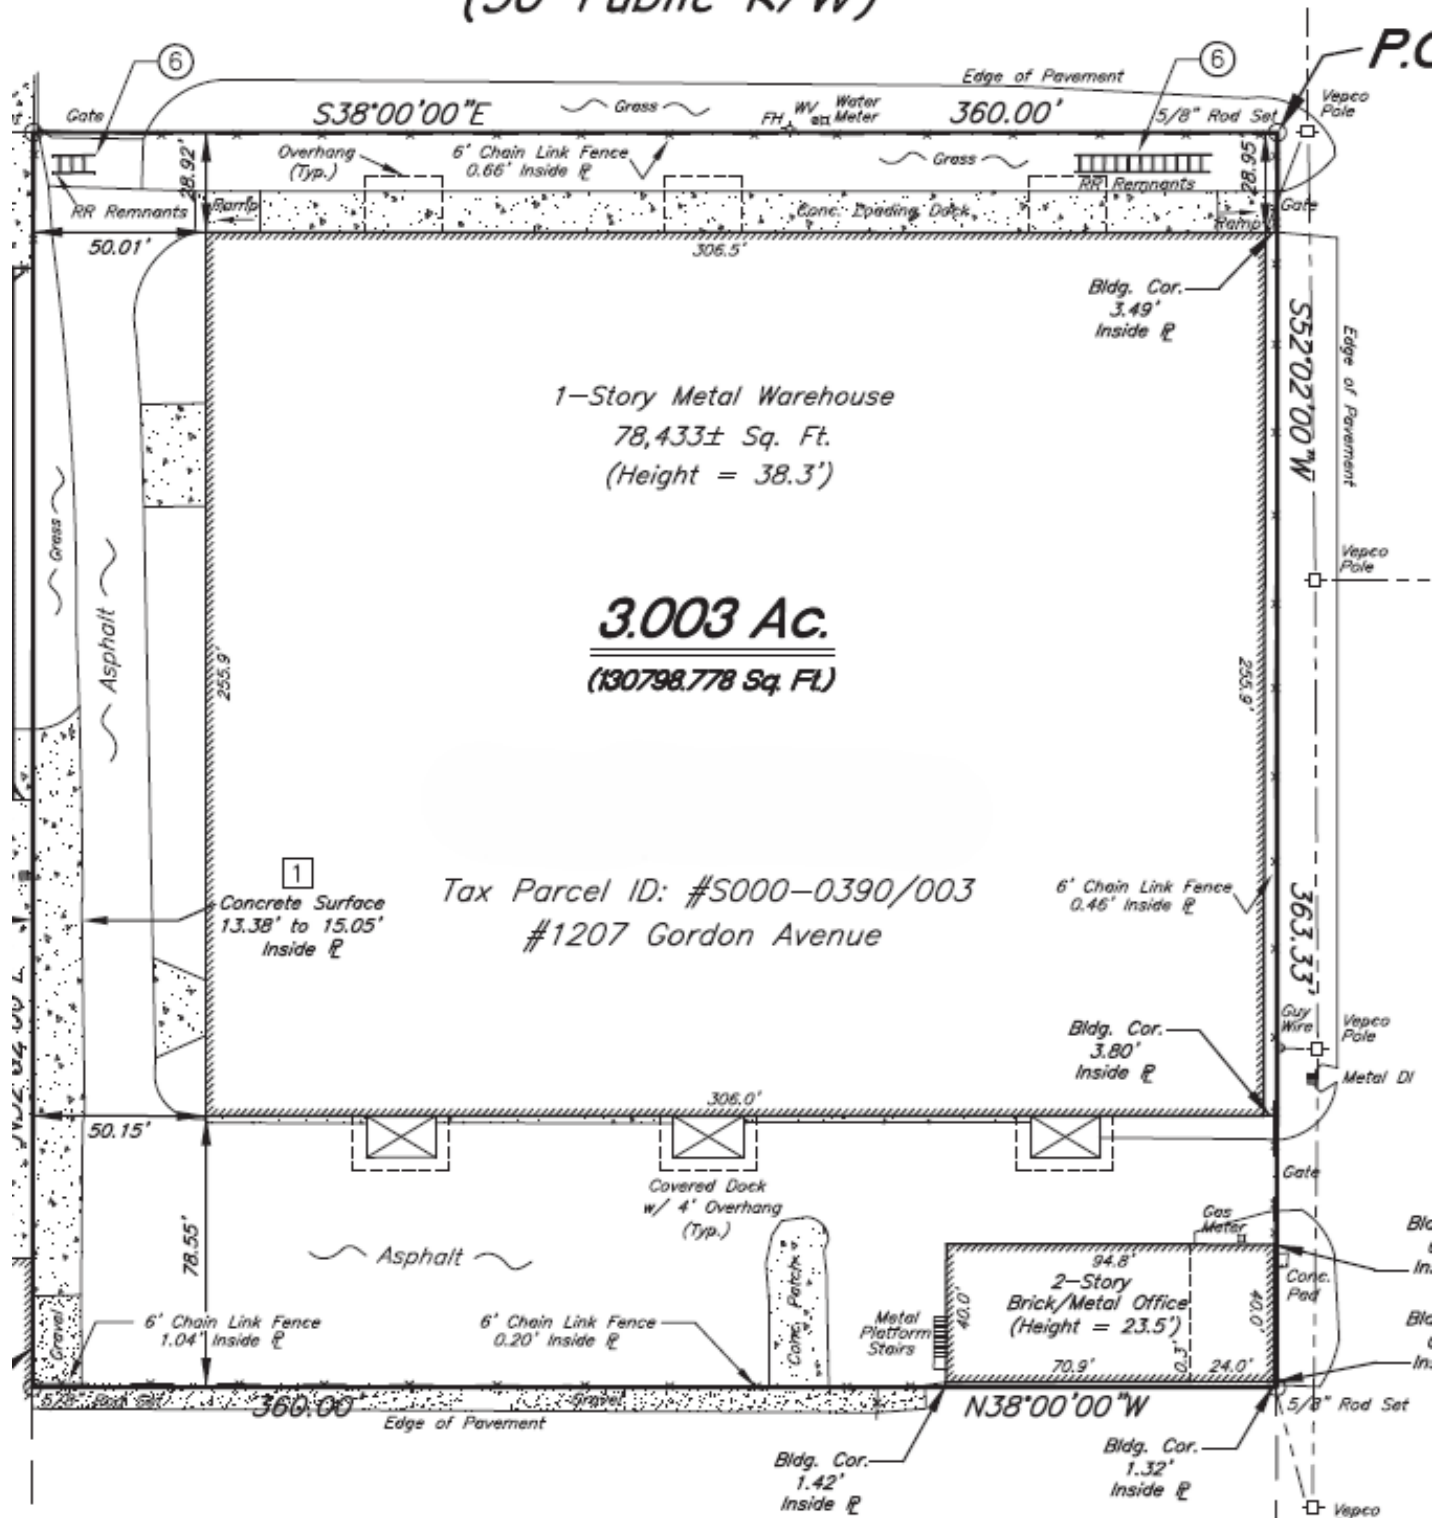 (50' Public R/W)
6
6
P.O
Edge of Pavement
Gate
S38°00'00"E
Grass
FH
WV
Water
Meter
360.00'
5/8" Rod Set
Vepco
Pole
28.92'
Overhang
(Typ.)
6' Chain Link Fence
0.66' Inside ⅊
Grass
28.95'
RR Remnants
RR Remnants
Ramp
Conc. Loading Dock
Ramp
Gate
50.01'
306.5'
Bldg. Cor.
3.49'
Inside ⅊
S52°02'00"W
Edge of Pavement
1-Story Metal Warehouse
78,433± Sq. Ft.
(Height = 38.3')
Grass
Asphalt
Vepco
Pole
3.003 Ac.
(130798.778 Sq. Ft.)
255.9'
255.9'
1
Concrete Surface
13.38' to 15.05'
Inside ⅊
Tax Parcel ID: #S000-0390/003
#1207 Gordon Avenue
6' Chain Link Fence
0.46' Inside ⅊
363.33'
Guy
Wire
Vepco
Pole
Bldg. Cor.
3.80'
Inside ⅊
Metal DI
306.0'
50.15'
Covered Dock
w/ 4' Overhang
(Typ.)
Gate
Gas
Meter
78.55'
Asphalt
94.8'
2-Story
Brick/Metal Office
(Height = 23.5')
40.0'
40.0'
Conc.
Pad
Gravel
6' Chain Link Fence
1.04' Inside ⅊
6' Chain Link Fence
0.20' Inside ⅊
Conc. Patch
Metal
Platform
Stairs
70.9'
0.3'
24.0'
5/8" Rod Set
360.00'
Gravel
Edge of Pavement
N38°00'00"W
5/8" Rod Set
Bldg. Cor.
1.42'
Inside ⅊
Bldg. Cor.
1.32'
Inside ⅊
Vepco